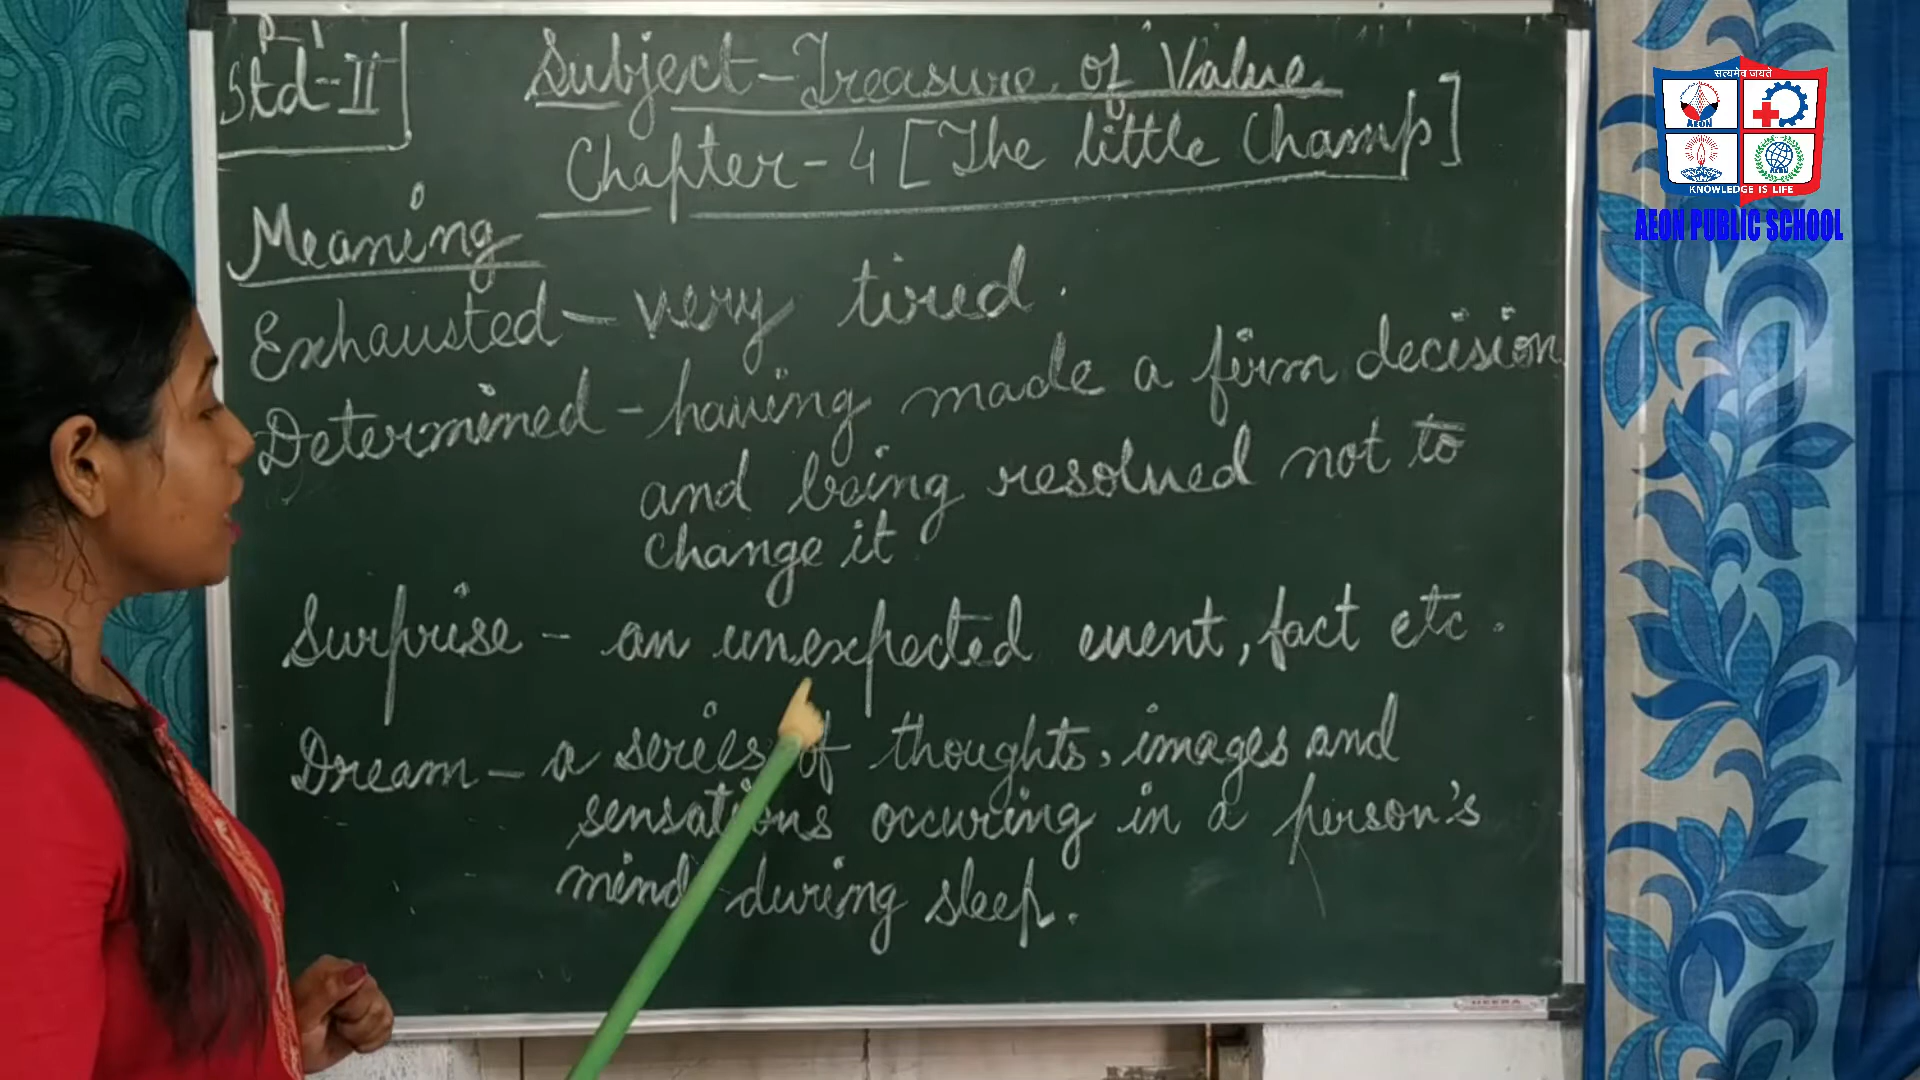 P-1
Std-II
Subject-Treasure of Value
Chapter-4 [The little Champ]
Meaning
Exhausted - very tired.
Determined - having made a firm decision
and being resolved not to
change it
Surprise - an unexpected event, fact etc.
Dream - a series of thoughts, images and
sensations occuring in a person's
mind during sleep.
सत्यमेव जयते
AEON
AEON
KNOWLEDGE IS LIFE
AEON PUBLIC SCHOOL